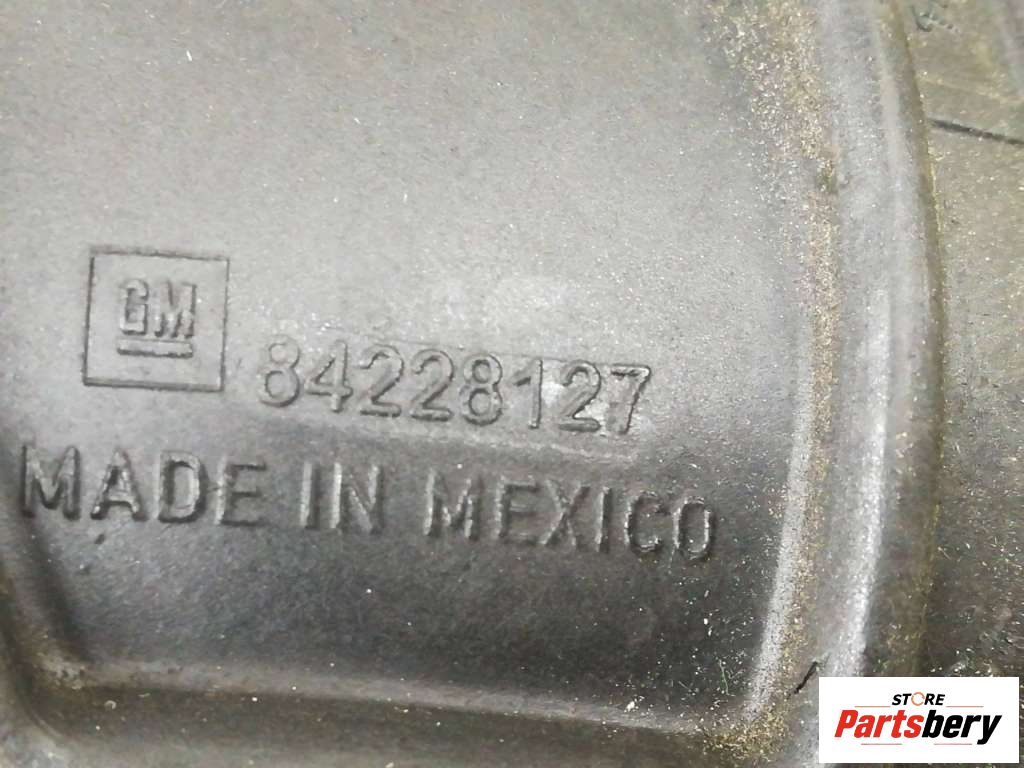 GM
84228127
MADE IN MEXICO
STORE
Partsbery